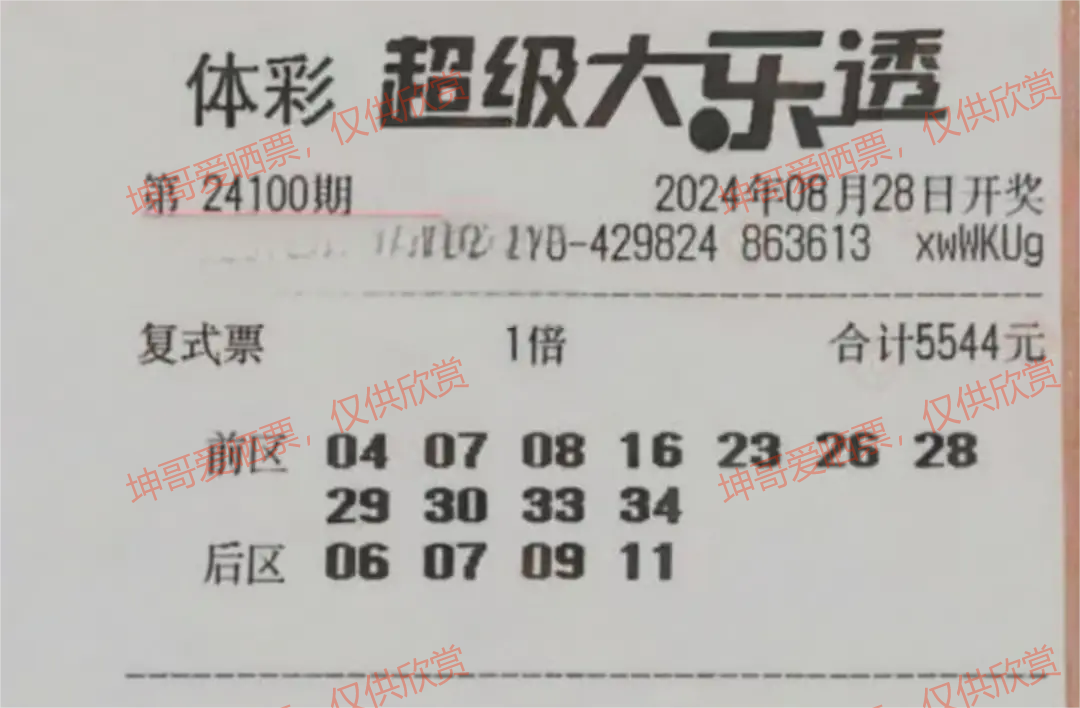 体彩 超级大乐透
第 24100期 2024年08月28日开奖
-429824 863613 xwWKUg
复式票 1倍 合计5544元
前区 04 07 08 16 23 26 28
29 30 33 34
后区 06 07 09 11
坤哥爱晒票，仅供欣赏
坤哥爱晒票，仅供欣赏
坤哥爱晒票，仅供欣赏
坤哥爱晒票，仅供欣赏
仅供欣赏
仅供欣赏